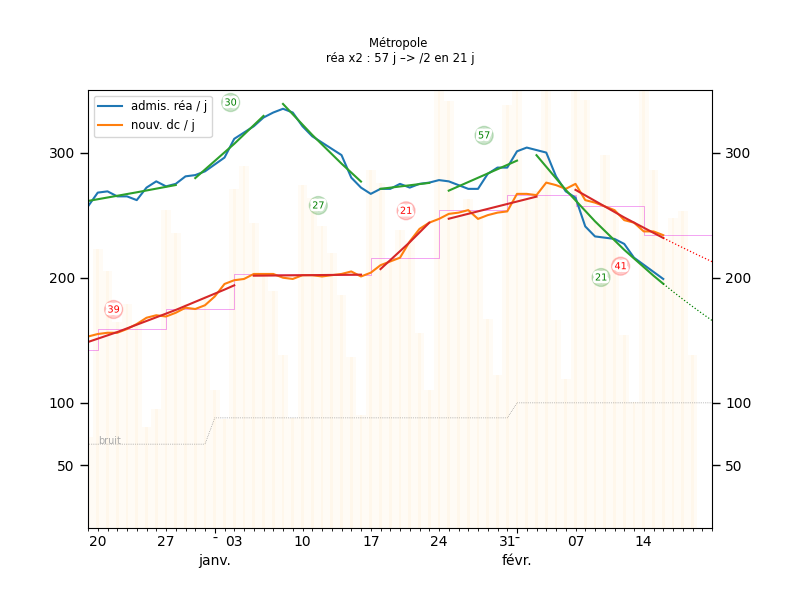 Métropole
réa x2 : 57 j –> /2 en 21 j
admis. réa / j
nouv. dc / j
30
57
27
21
39
41
21
bruit
300
200
100
50
300
200
100
50
20 27 - 03 10 17 24 31- 07 14
janv. févr.